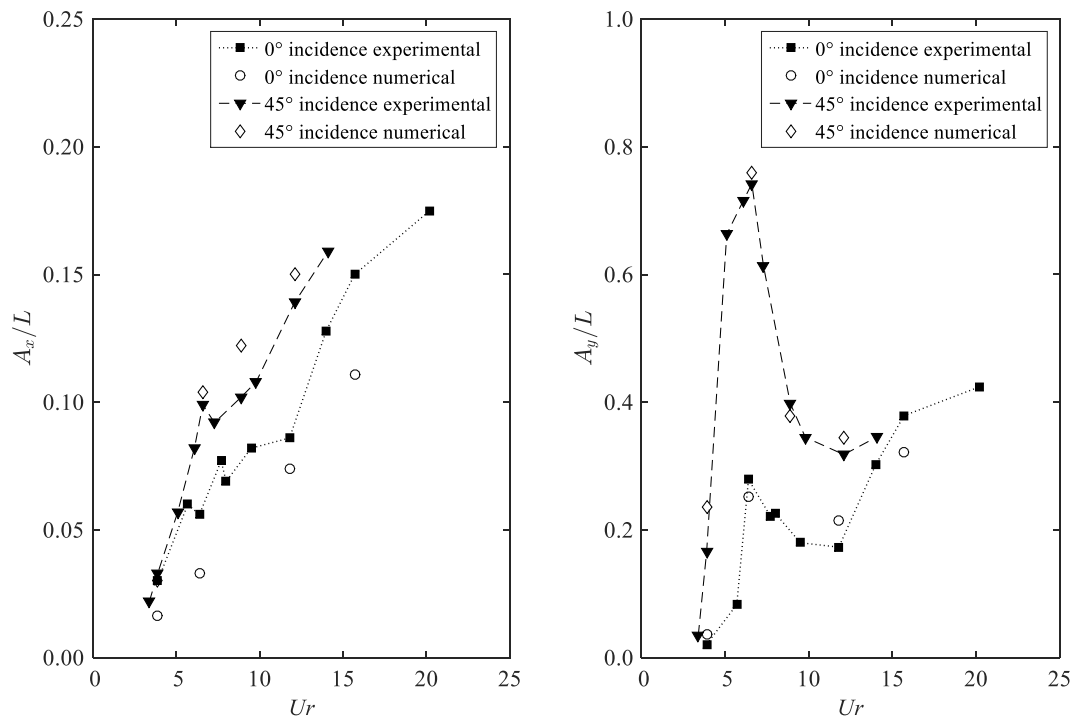 0.25
0.20
0.15
0.10
0.05
0.00
0 5 10 15 20 25
Ur
A_x/L
0° incidence experimental
0° incidence numerical
45° incidence experimental
45° incidence numerical
1.0
0.8
0.6
0.4
0.2
0.0
0 5 10 15 20 25
Ur
A_y/L
0° incidence experimental
0° incidence numerical
45° incidence experimental
45° incidence numerical